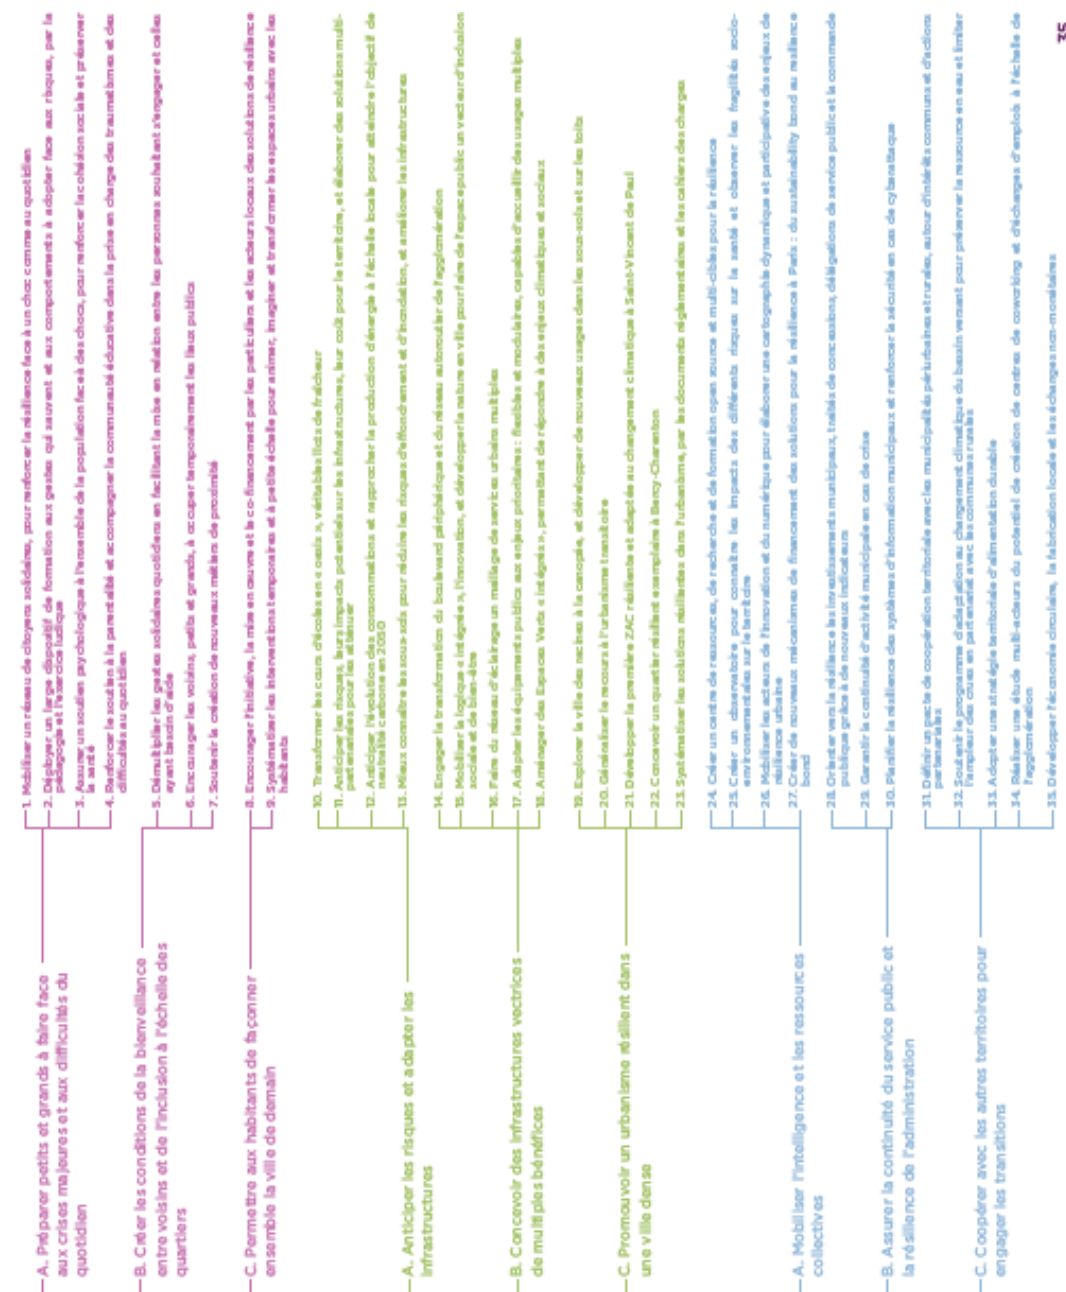 A. Préparer petits et grands à faire face
aux crises majeures et aux difficultés du
quotidien
1. Mobiliser un réseau de citoyens solidaires, pour renforcer la résilience face à un choc comme au quotidien
2. Déployer un large dispositif de formation aux gestes qui sauvent et aux comportements à adopter face aux risques, par la
pédagogie et l'exercice ludique
3. Assurer un soutien psychologique à l'ensemble de la population face à des chocs, pour renforcer la cohésion sociale et préserver
la santé
4. Renforcer le soutien à la parentalité et accompagner la communauté éducative dans la prise en charge des traumatismes et des
difficultés au quotidien
B. Créer les conditions de la bienveillance
entre voisins et de l'inclusion à l'échelle des
quartiers
5. Démultiplier les gestes solidaires quotidiens en facilitant la mise en relation entre les personnes souhaitant s'engager et celles
ayant besoin d'aide
6. Encourager les voisins, petits et grands, à occuper temporairement les lieux publics
7. Soutenir la création de nouveaux métiers de proximité
C. Permettre aux habitants de façonner
ensemble la ville de demain
8. Encourager l'initiative, la mise en œuvre et le co-financement par les particuliers et les acteurs locaux des solutions de résilience
9. Systématiser les interventions temporaires et à petite échelle pour animer, imaginer et transformer les espaces urbains avec les
habitants
A. Anticiper les risques et adapter les
infrastructures
10. Transformer les cours d'écoles en « oasis », véritables îlots de fraîcheur
11. Anticiper les risques, leurs impacts potentiels sur les infrastructures, leur coût pour le territoire, et élaborer des solutions multi-
partenariales pour les atténuer
12. Anticiper l'évolution des consommations et rapprocher la production d'énergie à l'échelle locale pour atteindre l'objectif de
neutralité carbone en 2050
13. Mieux connaître les sous-sols pour réduire les risques d'effondrement et d'inondation, et améliorer les infrastructures
B. Concevoir des infrastructures vectrices
de multiples bénéfices
14. Engager la transformation du boulevard périphérique et du réseau autoroutier de l'agglomération
15. Mobiliser la logique « intégrée », l'innovation, et développer la nature en ville pour faire de l'espace public un vecteur d'inclusion
sociale et de bien-être
16. Faire du réseau d'éclairage un maillage de services urbains multiples
17. Adapter les équipements publics aux enjeux prioritaires : flexibles et modulaires, capables d'accueillir des usages multiples
18. Aménager des Espaces Verts « intégrés », permettant de répondre à des enjeux climatiques et sociaux
C. Promouvoir un urbanisme résilient dans
une ville dense
19. Explorer la ville des racines à la canopée, et développer de nouveaux usages dans les sous-sols et sur les toits
20. Généraliser le recours à l'urbanisme transitoire
21. Développer la première ZAC résiliente et adaptée au changement climatique à Saint-Vincent de Paul
22. Concevoir un quartier résilient exemplaire à Bercy-Charenton
23. Systématiser les solutions résilientes dans l'urbanisme, par les documents réglementaires et les cahiers des charges
A. Mobiliser l'intelligence et les ressources
collectives
24. Créer un centre de ressources, de recherche et de formation open source et multi-cibles pour la résilience
25. Créer un observatoire pour connaître les impacts des différents risques sur la santé et observer les fragilités socio-
environnementales sur le territoire
26. Mobiliser les acteurs de l'innovation et du numérique pour élaborer une cartographie dynamique et participative des enjeux de
résilience urbaine
27. Créer de nouveaux mécanismes de financement des solutions pour la résilience à Paris : du sustainability bond au resilience
bond
B. Assurer la continuité du service public et
la résilience de l'administration
28. Orienter vers la résilience les investissements municipaux, traités de concessions, délégations de service public et la commande
publique grâce à de nouveaux indicateurs
29. Garantir la continuité d'activité municipale en cas de crise
30. Planifier la résilience des systèmes d'information municipaux et renforcer la sécurité en cas de cyberattaque
C. Coopérer avec les autres territoires pour
engager les transitions
31. Définir un pacte de coopération territoriale avec les municipalités périurbaines et rurales, autour d'intérêts communs et d'actions
partenariales
32. Soutenir le programme d'adaptation au changement climatique du bassin versant pour préserver la ressource en eau et limiter
l'ampleur des crues en partenariat avec les communes rurales
33. Adopter une stratégie territoriale d'alimentation durable
34. Réaliser une étude multi-acteurs du potentiel de création de centres de coworking et d'échanges d'emplois à l'échelle de
l'agglomération
35. Développer l'économie circulaire, la fabrication locale et les échanges non-monétaires
35